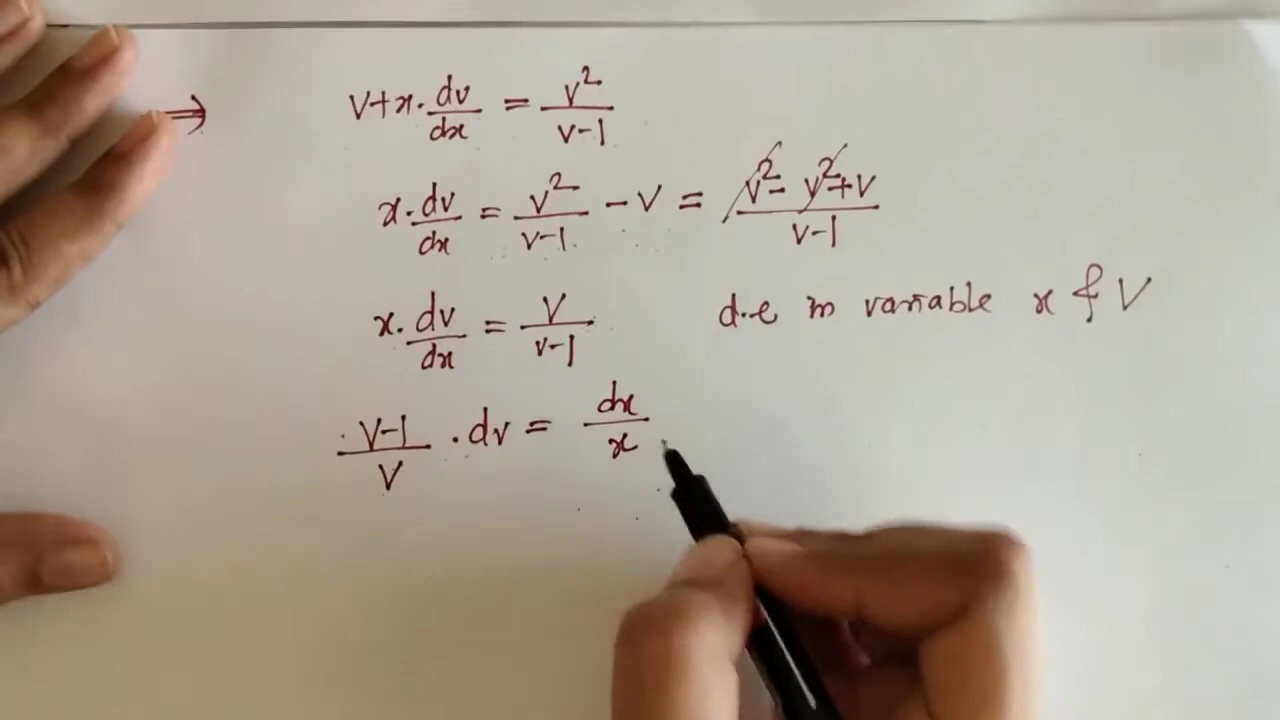 ⇒ v+x·dv/dx = v²/v-1
x·dv/dx = v²/v-1 - v = v²-v²+v/v-1
x·dv/dx = v/v-1 d.e in variable x & v
v-1/v · dv = dx/x